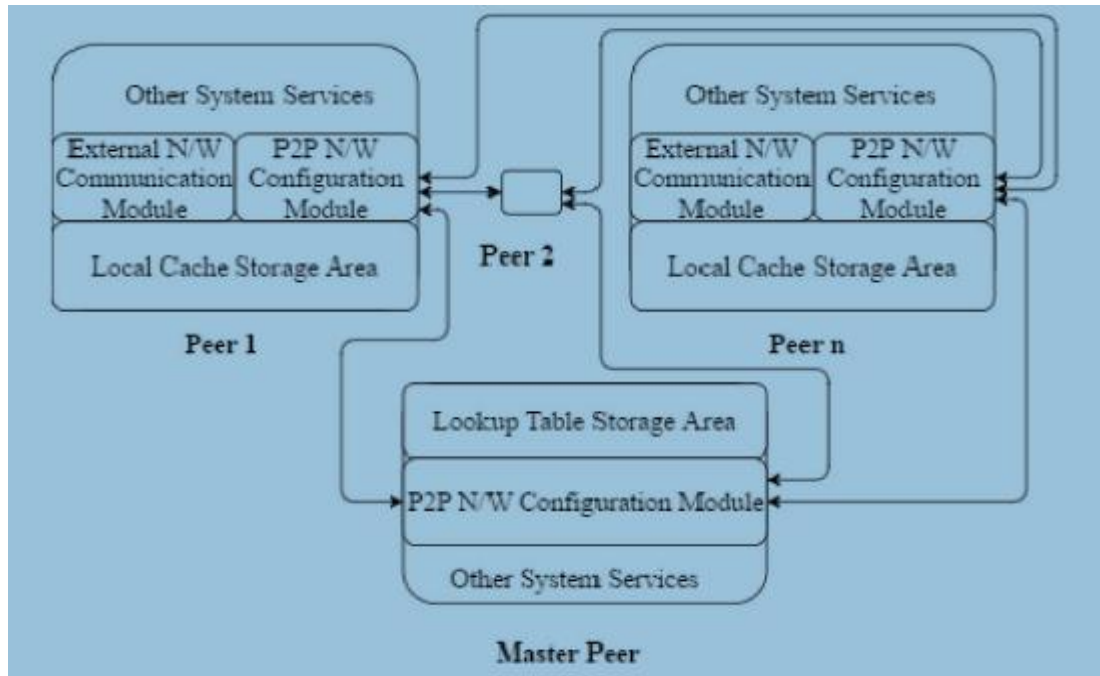 Other System Services
External N/W
Communication
Module
P2P N/W
Configuration
Module
Local Cache Storage Area
Peer 1
Peer 2
Other System Services
External N/W
Communication
Module
P2P N/W
Configuration
Module
Local Cache Storage Area
Peer n
Lookup Table Storage Area
P2P N/W Configuration Module
Other System Services
Master Peer